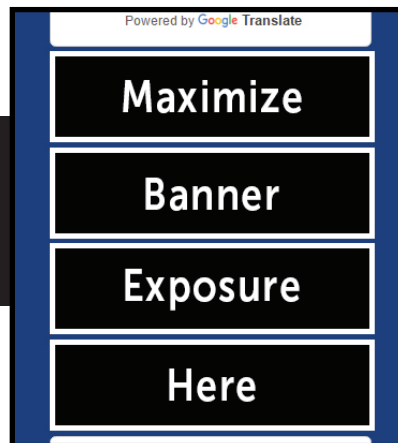 Powered by Google Translate
Maximize
Banner
Exposure
Here